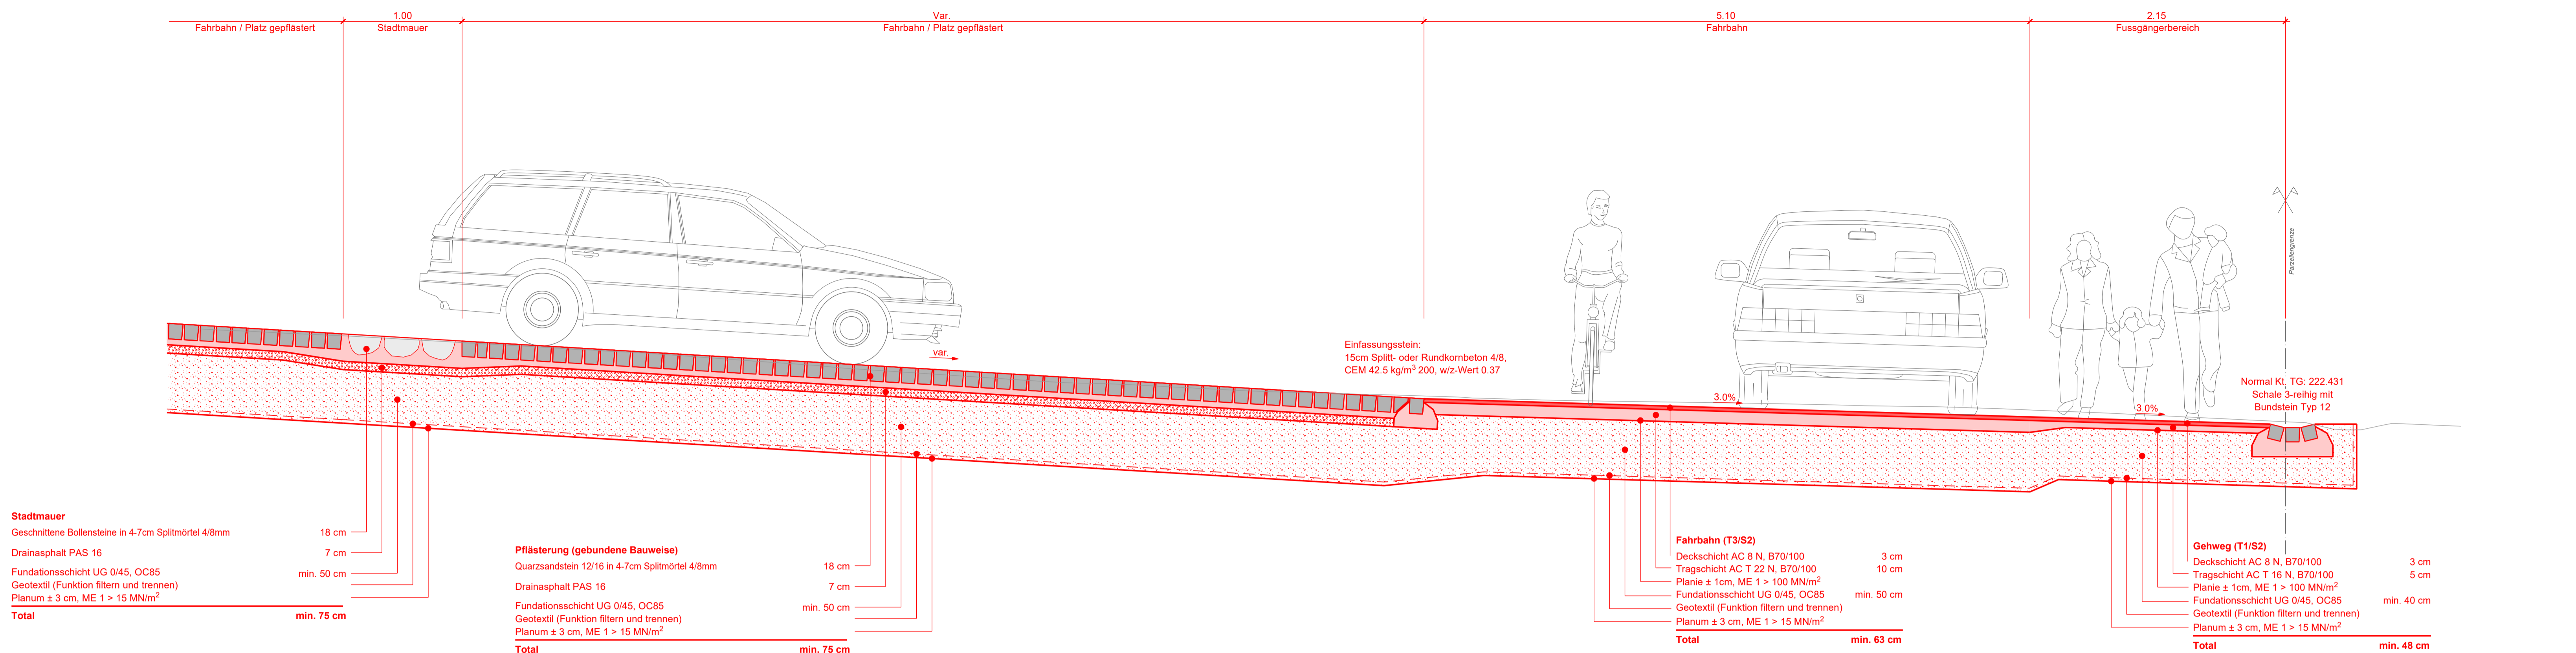 1.00 Var. 5.10 2.15
Fahrbahn / Platz gepflästert Stadtmauer Fahrbahn / Platz gepflästert Fahrbahn Fussgängerbereich
Parzellengrenze
var.
Einfassungsstein:
15cm Splitt- oder Rundkornbeton 4/8,
CEM 42.5 kg/m³ 200, w/z-Wert 0.37
3.0%
3.0%
Normal Kt. TG: 222.431
Schale 3-reihig mit
Bundstein Typ 12
Stadtmauer
Geschnittene Bollensteine in 4-7cm Splitmörtel 4/8mm 18 cm
Drainasphalt PAS 16 7 cm
Fundationsschicht UG 0/45, OC85 min. 50 cm
Geotextil (Funktion filtern und trennen)
Planum ± 3 cm, ME 1 > 15 MN/m²
Total min. 75 cm
Pflästerung (gebundene Bauweise)
Quarzsandstein 12/16 in 4-7cm Splitmörtel 4/8mm 18 cm
Drainasphalt PAS 16 7 cm
Fundationsschicht UG 0/45, OC85 min. 50 cm
Geotextil (Funktion filtern und trennen)
Planum ± 3 cm, ME 1 > 15 MN/m²
Total min. 75 cm
Fahrbahn (T3/S2)
Deckschicht AC 8 N, B70/100 3 cm
Tragschicht AC T 22 N, B70/100 10 cm
Planie ± 1cm, ME 1 > 100 MN/m²
Fundationsschicht UG 0/45, OC85 min. 50 cm
Geotextil (Funktion filtern und trennen)
Planum ± 3 cm, ME 1 > 15 MN/m²
Total min. 63 cm
Gehweg (T1/S2)
Deckschicht AC 8 N, B70/100 3 cm
Tragschicht AC T 16 N, B70/100 5 cm
Planie ± 1cm, ME 1 > 100 MN/m²
Fundationsschicht UG 0/45, OC85 min. 40 cm
Geotextil (Funktion filtern und trennen)
Planum ± 3 cm, ME 1 > 15 MN/m²
Total min. 48 cm